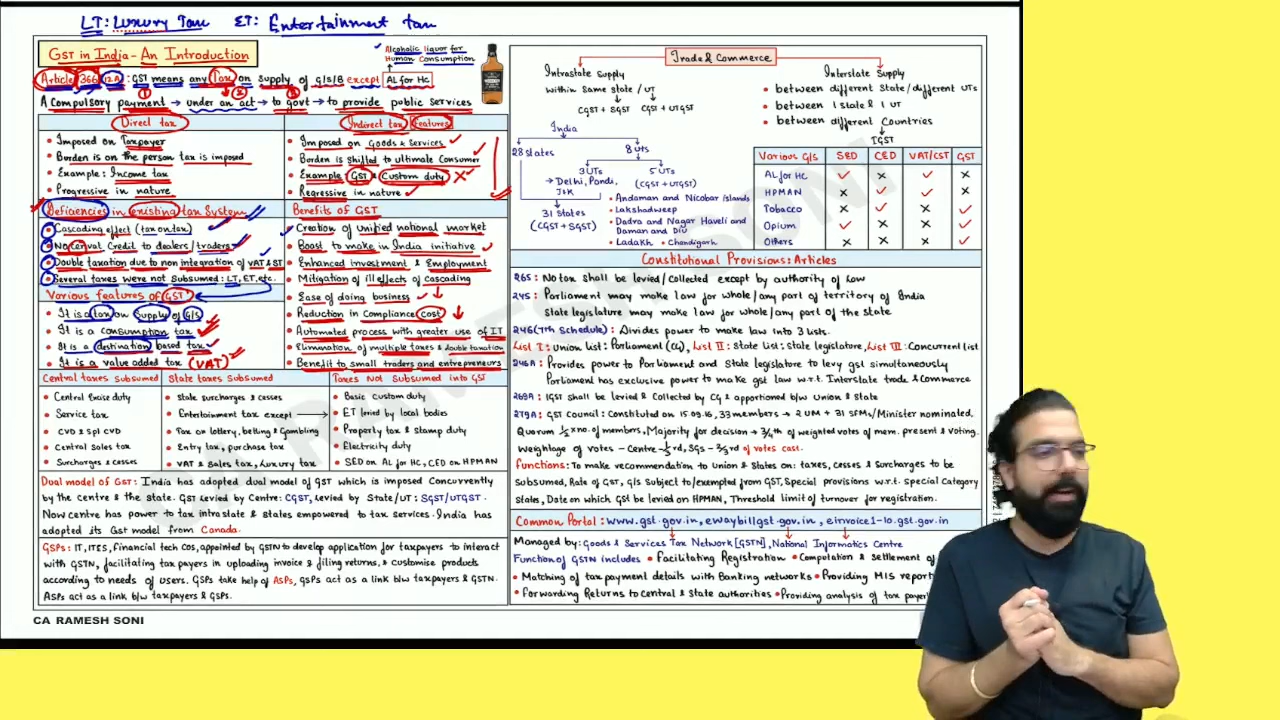 LT: Luxury Tax ET: Entertainment tax
GST in India - An Introduction
Alcoholic liquor for
Human Consumption
Article 366 12A: GST means any Tax on supply of G/S/B except AL for HC
A compulsory payment → under an act → to govt → to provide public services
Direct tax
Imposed on Taxpayer
Burden is on the person tax is imposed
Example: Income tax
Progressive in nature
Indirect tax Features
Imposed on Goods & Services
Burden is shifted to ultimate Consumer
Example GST & Custom duty
Regressive in nature
Deficiencies in existing tax System
Cascading effect (tax on tax)
No Cenvat Credit to dealers/traders
Double taxation due to non integration of VAT & ST
Several taxes were not Subsumed: LT, ET, etc.
Various features of GST
It is a tax on Supply of G/S
It is a consumption tax
It is a destination based tax
It is a value added tax (VAT)
Benefits of GST
Creation of Unified national market
Boost to make in India initiative
Enhanced investment & Employment
Mitigation of ill effects of cascading
Ease of doing business
Reduction in Compliance cost
Automated process with greater use of IT
Elimination of multiple taxes & double taxation
Benefit to small traders and entrepreneurs
Central taxes subsumed
Central Excise duty
Service tax
CVD & Spl CVD
Central Sales tax
Surcharges & cesses
State taxes subsumed
State surcharges & cesses
Entertainment tax except →
Tax on lottery, betting & Gambling
Entry tax, purchase tax
VAT & Sales tax, Luxury tax
Taxes Not Subsumed into GST
Basic custom duty
ET levied by local bodies
Property tax & Stamp duty
Electricity duty
SED on AL for HC, CED on HPMAN
Dual model of GST: India has adopted dual model of GST which is imposed Concurrently
by the centre & the state. GST levied by Centre: CGST, levied by State/UT: SGST/UTGST.
Now centre has power to tax intrastate & States empowered to tax services. India has
adopted its Gst model from Canada.
GSPs: IT, ITES, financial tech COs, appointed by GSTN to develop application for taxpayers to interact
with GSTN, facilitating tax payers in uploading invoice & filing returns, & customise products
according to needs of users. GSPs take help of ASPs, GSPs act as a link b/w taxpayers & GSTN.
ASPs act as a link b/w taxpayers & GSPs.
Trade & Commerce
Intrastate Supply
within Same state / UT
CGST + SGST CGST + UTGST
Interstate Supply
between different State/different UTs
between 1 state & 1 UT
between different Countries
IGST
India
28 states 8 UTs
3 UTs 5 UTs
→ Delhi, Pondi, (CGST + UTGST)
J&K
31 States
(CGST + SGST)
Andaman and Nicobar Islands
Lakshadweep
Dadra and Nagar Haveli and
Daman and Diu
Ladakh • Chandigarh
Various G/s SED CED VAT/CST GST
AL for HC ✓ × ✓ ×
HPMAN × ✓ ✓ ×
Tobacco × ✓ × ✓
Opium ✓ × × ✓
Others × × × ✓
Constitutional Provisions: Articles
265: No tax shall be levied/collected except by authority of law
245: Parliament may make law for whole/any part of territory of India
State legislature may make law for whole/any part of the State
246 (7th Schedule): Divides power to make law into 3 lists.
List I: Union list: Parliament (CG), List II: State list: State legislature, List III: Concurrent list
246A: Provides power to Parliament and State legislature to levy gst simultaneously
Parliament has exclusive power to make gst law w.r.t. Interstate trade & Commerce
269A: IGST shall be levied & Collected by CG & apportioned b/w Union & State
279A: GST Council: Constituted on 15.09.16, 33 members → 2 UM + 31 SFMs/Minister nominated.
Quorum ½ x no. of members, Majority for decision → 3/4th of weighted votes of mem. present & voting.
Weightage of votes - Centre - ⅓rd, SGs - ⅔rd of votes cast.
Functions: To make recommendation to Union & States on: taxes, cesses & Surcharges to be
subsumed, Rate of GST, G/s Subject to/exempted from GST, Special provisions w.r.t. special Category
States, Date on which GST be levied on HPMAN, Threshold limit of turnover for registration.
Common Portal: www.gst.gov.in, ewaybillgst.gov.in, einvoice1-10.gst.gov.in
Managed by: Goods & Services Tax Network [GSTN], National Informatics Centre
Function of GSTN includes • Facilitating Registration • Computation & Settlement of
Matching of tax payment details with Banking networks • Providing MIS report
Forwarding Returns to Central & State authorities • Providing analysis of tax payer
CA RAMESH SONI